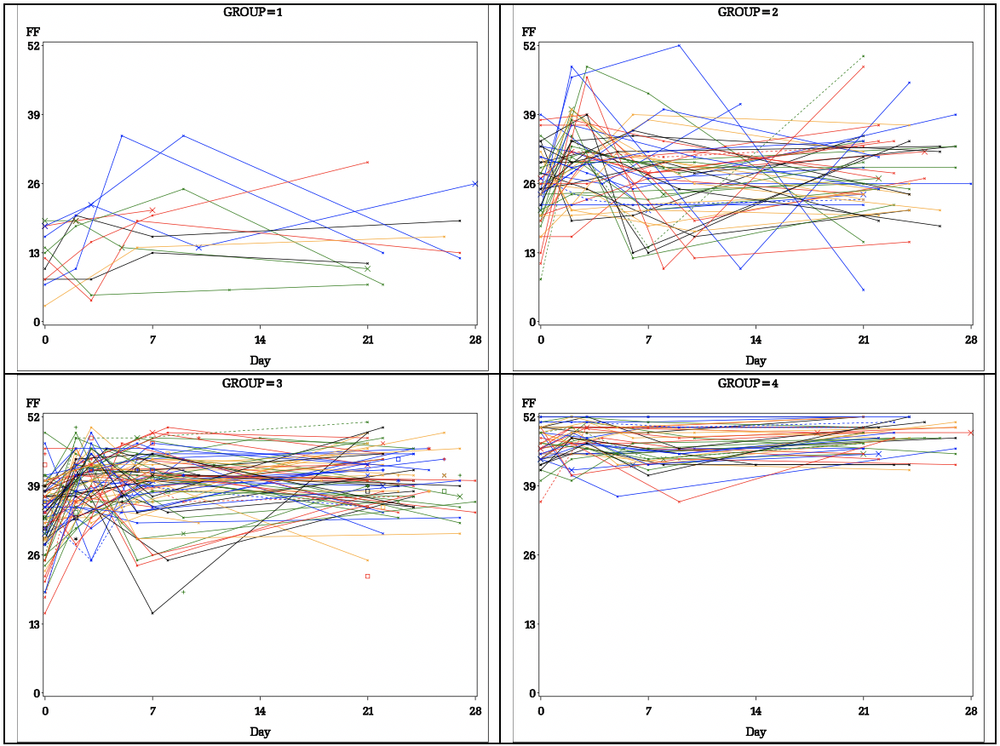 GROUP=1
FF
52
39
26
13
0
0 7 14 21 28
Day
GROUP=2
FF
52
39
26
13
0
0 7 14 21 28
Day
GROUP=3
FF
52
39
26
13
0
0 7 14 21 28
Day
GROUP=4
FF
52
39
26
13
0
0 7 14 21 28
Day